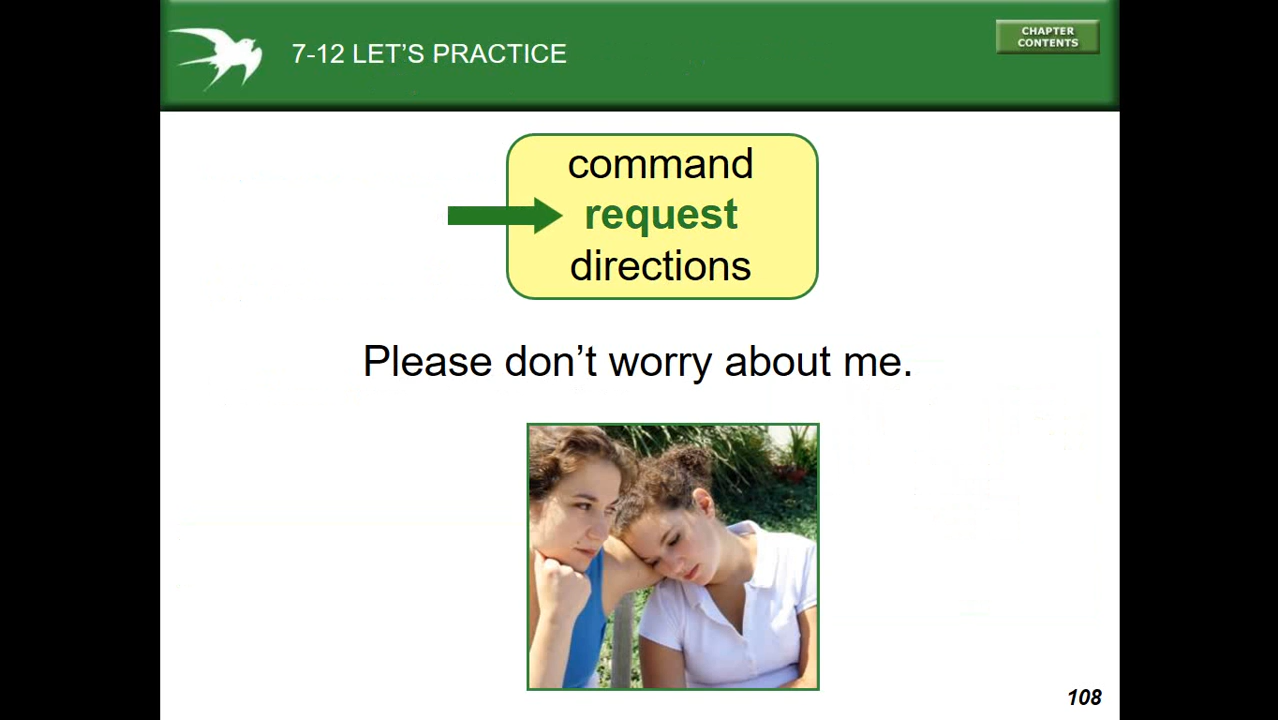 7-12 LET’S PRACTICE
CHAPTER
CONTENTS
command
request
directions
Please don’t worry about me.
108